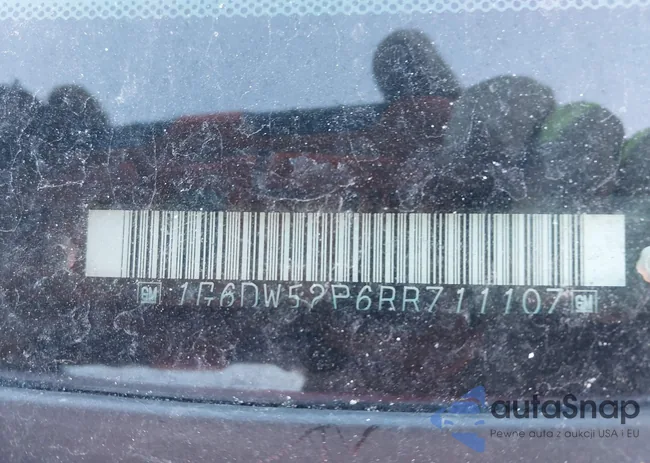 GM 1G6DW52P6RR711107 GM
autaSnap
Pewne auta z aukcji USA i EU